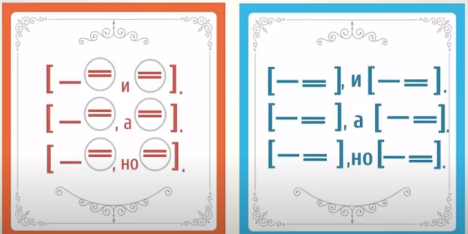 [ — = и = ].
[ — = , а = ].
[ — = , но = ].
[ — = ], и [ — = ].
[ — = ], а [ — = ].
[ — = ], но [ — = ].